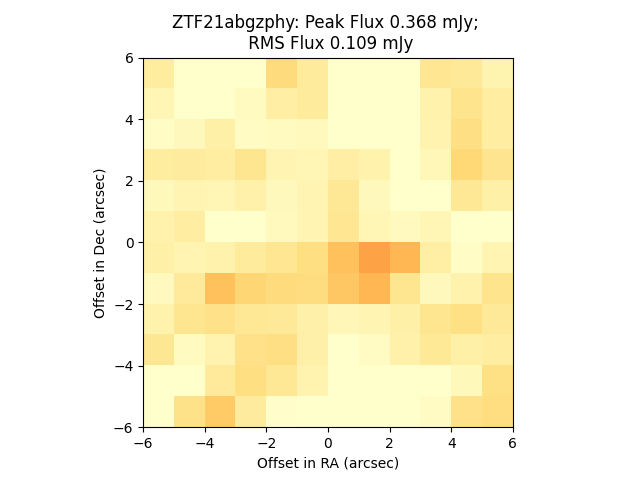 ZTF21abgzphy: Peak Flux 0.368 mJy;
RMS Flux 0.109 mJy
6
4
2
0
−2
−4
−6
Offset in Dec (arcsec)
−6 −4 −2 0 2 4 6
Offset in RA (arcsec)